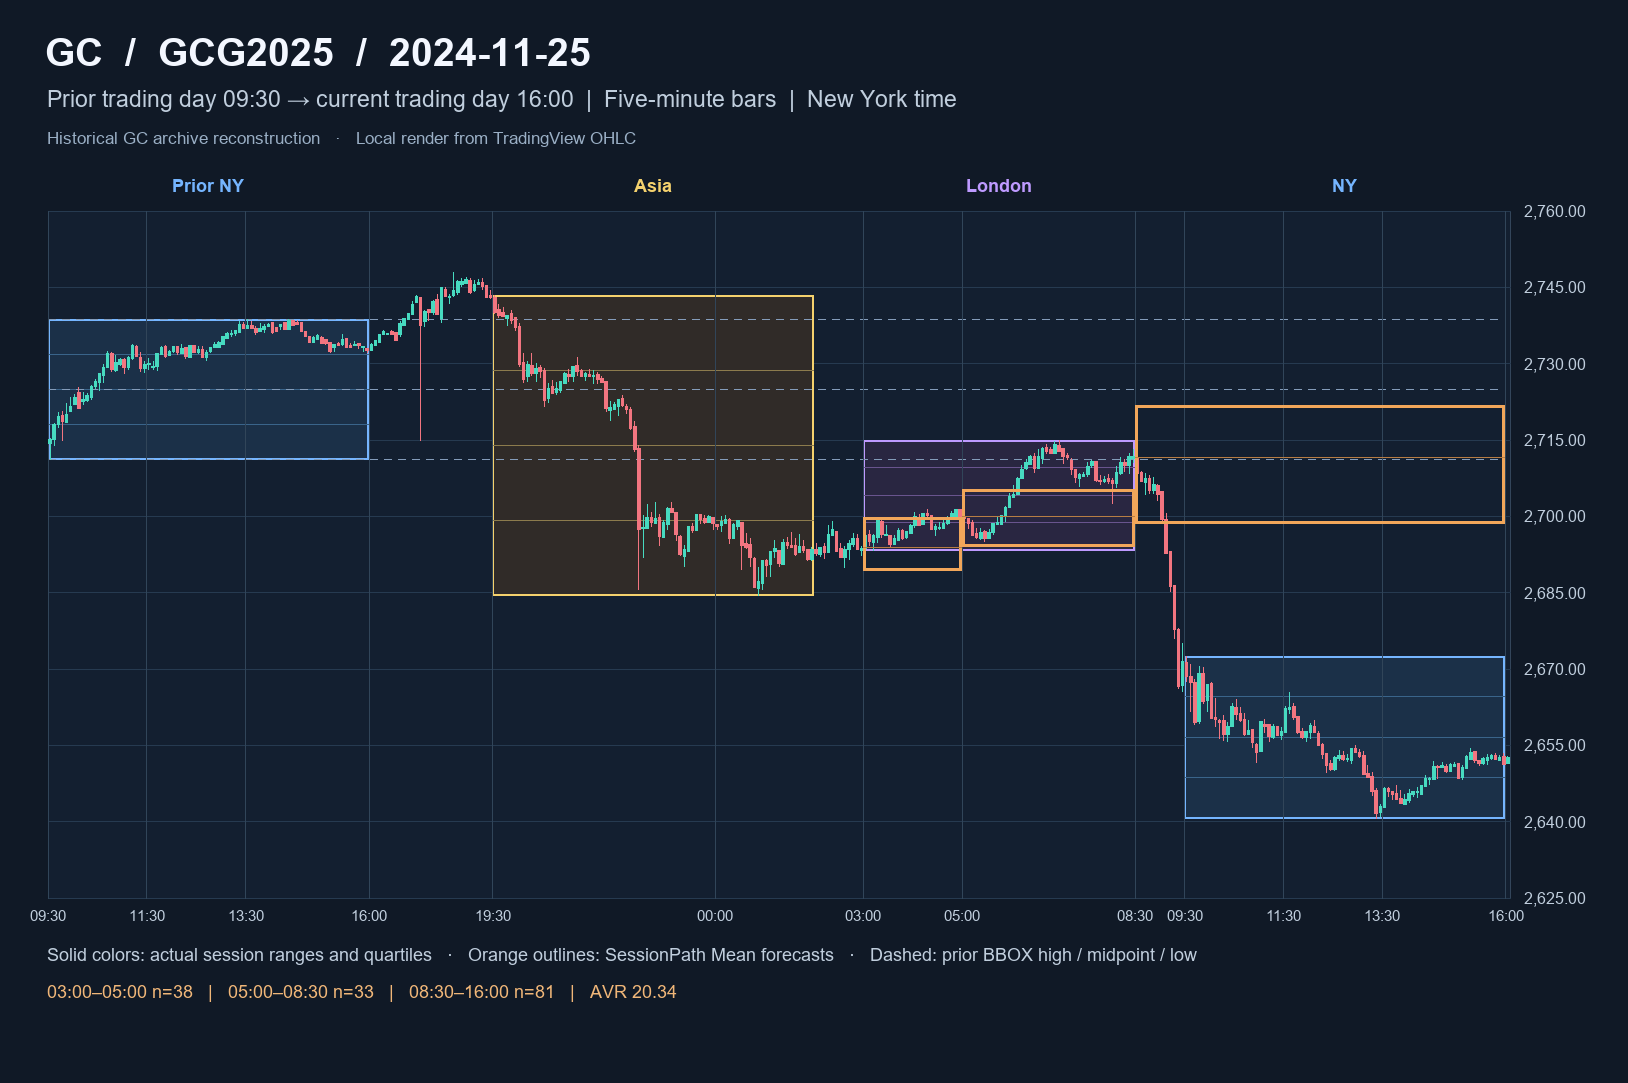 GC / GCG2025 / 2024-11-25
Prior trading day 09:30 → current trading day 16:00 | Five-minute bars | New York time
Historical GC archive reconstruction · Local render from TradingView OHLC
Prior NY Asia London NY
2,760.00
2,745.00
2,730.00
2,715.00
2,700.00
2,685.00
2,670.00
2,655.00
2,640.00
2,625.00
09:30 11:30 13:30 16:00 19:30 00:00 03:00 05:00 08:30 09:30 11:30 13:30 16:00
Solid colors: actual session ranges and quartiles · Orange outlines: SessionPath Mean forecasts · Dashed: prior BBOX high / midpoint / low
03:00–05:00 n=38 | 05:00–08:30 n=33 | 08:30–16:00 n=81 | AVR 20.34